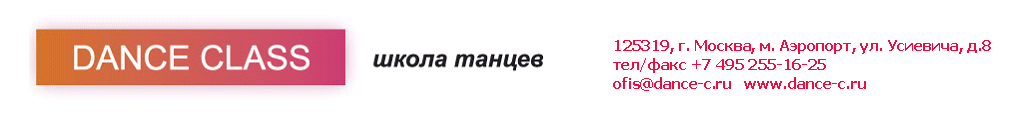 DANCE CLASS
школа танцев
125319, г. Москва, м. Аэропорт, ул. Усиевича, д.8
тел/факс +7 495 255-16-25
ofis@dance-c.ru www.dance-c.ru